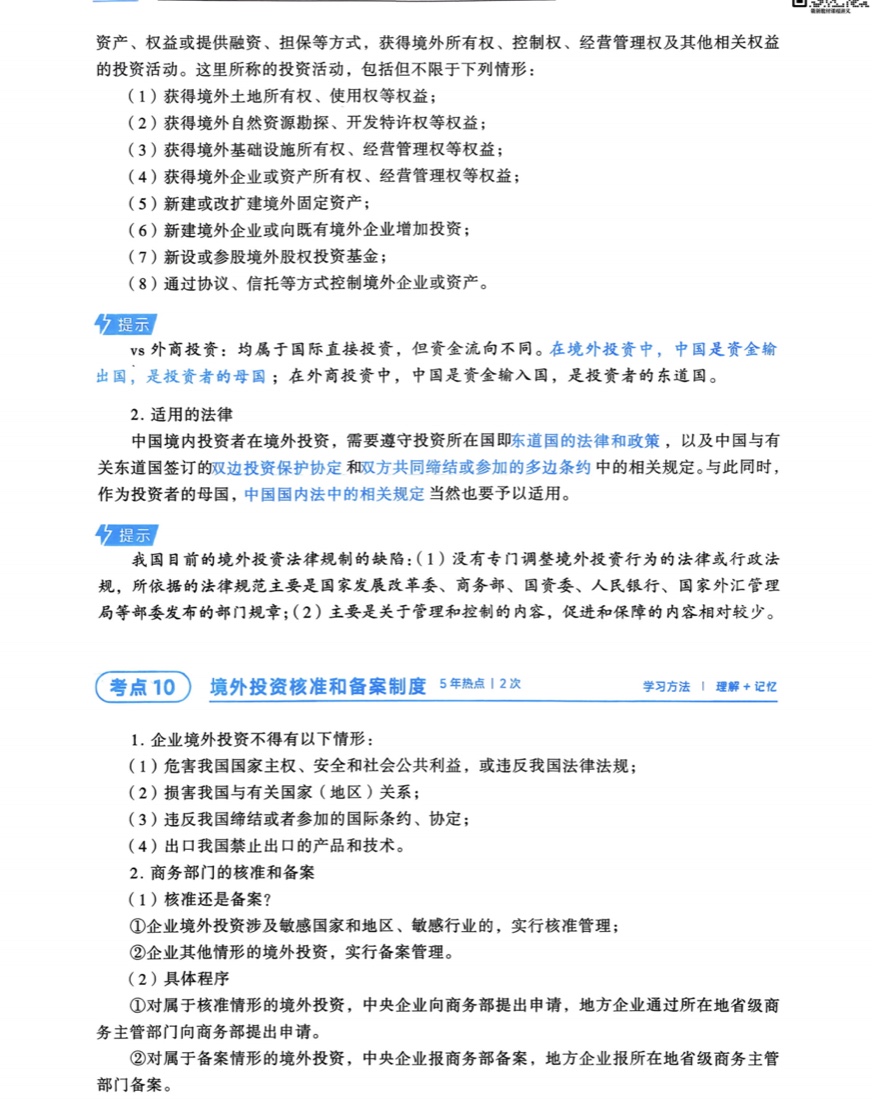 资产、权益或提供融资、担保等方式，获得境外所有权、控制权、经营管理权及其他相关权益
的投资活动。这里所称的投资活动，包括但不限于下列情形：
（1）获得境外土地所有权、使用权等权益；
（2）获得境外自然资源勘探、开发特许权等权益；
（3）获得境外基础设施所有权、经营管理权等权益；
（4）获得境外企业或资产所有权、经营管理权等权益；
（5）新建或改扩建境外固定资产；
（6）新建境外企业或向既有境外企业增加投资；
（7）新设或参股境外股权投资基金；
（8）通过协议、信托等方式控制境外企业或资产。
提示
vs 外商投资：均属于国际直接投资，但资金流向不同。在境外投资中，中国是资金输
出国，是投资者的母国；在外商投资中，中国是资金输入国，是投资者的东道国。
2. 适用的法律
中国境内投资者在境外投资，需要遵守投资所在国即东道国的法律和政策，以及中国与有
关东道国签订的双边投资保护协定和双方共同缔结或参加的多边条约中的相关规定。与此同时，
作为投资者的母国，中国国内法中的相关规定当然也要予以适用。
提示
我国目前的境外投资法律规制的缺陷：（1）没有专门调整境外投资行为的法律或行政法
规，所依据的法律规范主要是国家发展改革委、商务部、国资委、人民银行、国家外汇管理
局等部委发布的部门规章；（2）主要是关于管理和控制的内容，促进和保障的内容相对较少。
考点 10 境外投资核准和备案制度 5年热点｜2次 学习方法｜理解+记忆
1. 企业境外投资不得有以下情形：
（1）危害我国国家主权、安全和社会公共利益，或违反我国法律法规；
（2）损害我国与有关国家（地区）关系；
（3）违反我国缔结或者参加的国际条约、协定；
（4）出口我国禁止出口的产品和技术。
2. 商务部门的核准和备案
（1）核准还是备案？
①企业境外投资涉及敏感国家和地区、敏感行业的，实行核准管理；
②企业其他情形的境外投资，实行备案管理。
（2）具体程序
①对属于核准情形的境外投资，中央企业向商务部提出申请，地方企业通过所在地省级商
务主管部门向商务部提出申请。
②对属于备案情形的境外投资，中央企业报商务部备案，地方企业报所在地省级商务主管
部门备案。